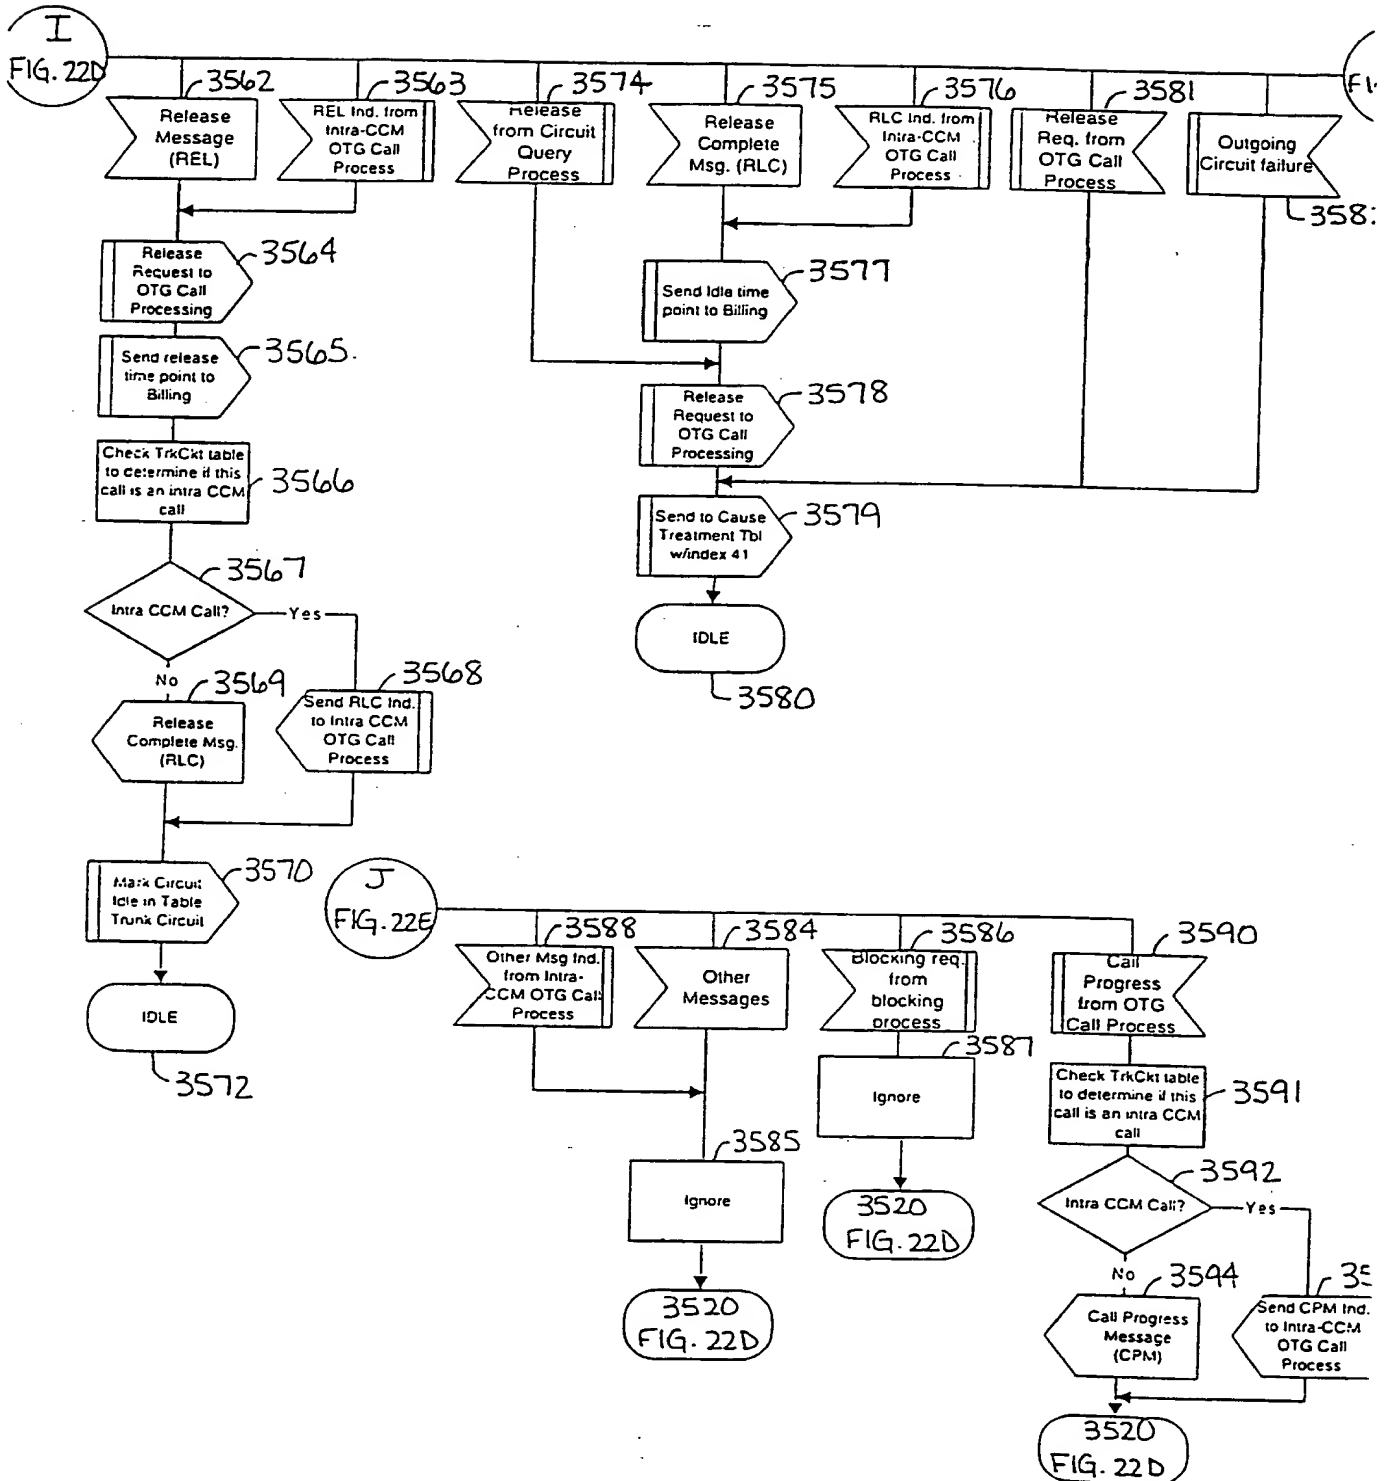 I
FIG. 22D
3562
3563
3574
3575
3576
3581
Release
Message
(REL)
REL Ind. from
Intra-CCM
OTG Call
Process
Release
from Circuit
Query
Process
Release
Complete
Msg. (RLC)
RLC Ind. from
Intra-CCM
OTG Call
Process
Release
Req. from
OTG Call
Process
Outgoing
Circuit failure
Release
Request to
OTG Call
Processing
3564
Send Idle time
point to Billing
3577
Send release
time point to
Billing
3565
Release
Request to
OTG Call
Processing
3578
Check TrkCkt table
to determine if this
call is an intra CCM
call
3566
Send to Cause
Treatment Tbl
w/index 41
3579
3567
Intra CCM Call?
Yes
No
IDLE
3580
3569
3568
Release
Complete Msg.
(RLC)
Send RLC Ind.
to Intra CCM
OTG Call
Process
Mark Circuit
Idle in Table
Trunk Circuit
3570
IDLE
3572
J
FIG. 22E
3588
3584
3586
3590
Other Msg Ind.
from Intra-
CCM OTG Call
Process
Other
Messages
Blocking req.
from
blocking
process
Call
Progress
from OTG
Call Process
3587
Ignore
Check TrkCkt table
to determine if this
call is an intra CCM
call
3591
3585
Ignore
3592
Intra CCM Call?
Yes
No
3520
FIG. 22D
3594
Call Progress
Message
(CPM)
Send CPM Ind.
to Intra-CCM
OTG Call
Process
3520
FIG. 22D
3520
FIG. 22D